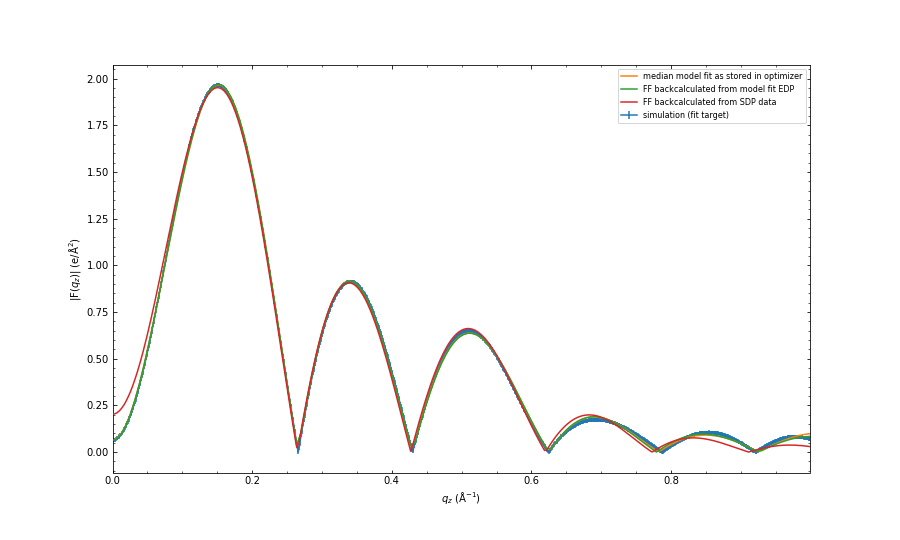 median model fit as stored in optimizer
FF backcalculated from model fit EDP
FF backcalculated from SDP data
simulation (fit target)
|F(q_z)| (e/Å²)
2.00
1.75
1.50
1.25
1.00
0.75
0.50
0.25
0.00
0.0 0.2 0.4 0.6 0.8
q_z (Å⁻¹)